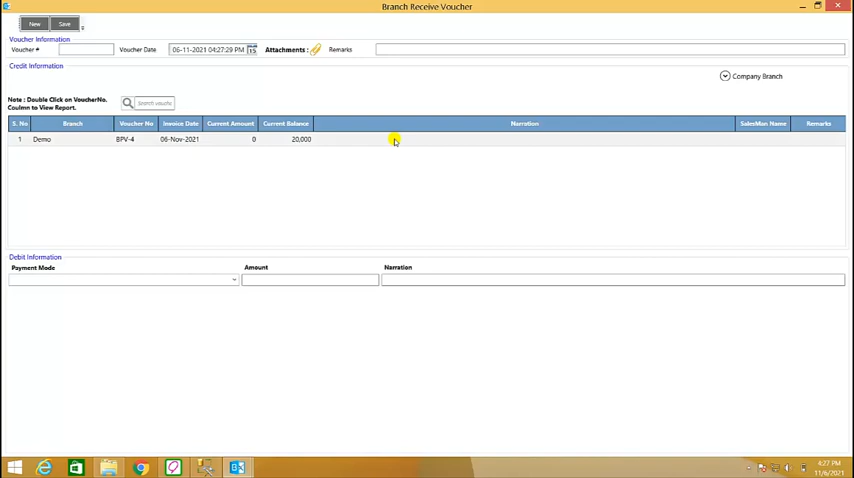 Branch Receive Voucher
New Save
Voucher Information
Voucher # Voucher Date 06-11-2021 04:27:29 PM 15 Attachments : Remarks
Credit Information
Company Branch
Note : Double Click on VoucherNo.
Coulmn to View Report.
Search vouche
S. No Branch Voucher No Invoice Date Current Amount Current Balance Narration SalesMan Name Remarks
1 Demo BPV-4 06-Nov-2021 0 20,000
Debit Information
Payment Mode Amount Narration
4:27 PM
11/6/2021